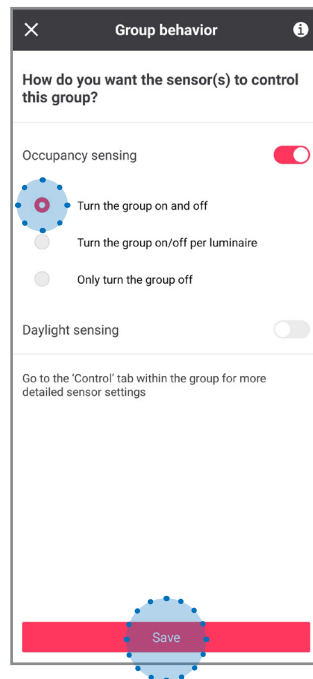 Group behavior
How do you want the sensor(s) to control
this group?
Occupancy sensing
Turn the group on and off
Turn the group on/off per luminaire
Only turn the group off
Daylight sensing
Go to the ‘Control’ tab within the group for more
detailed sensor settings
Save